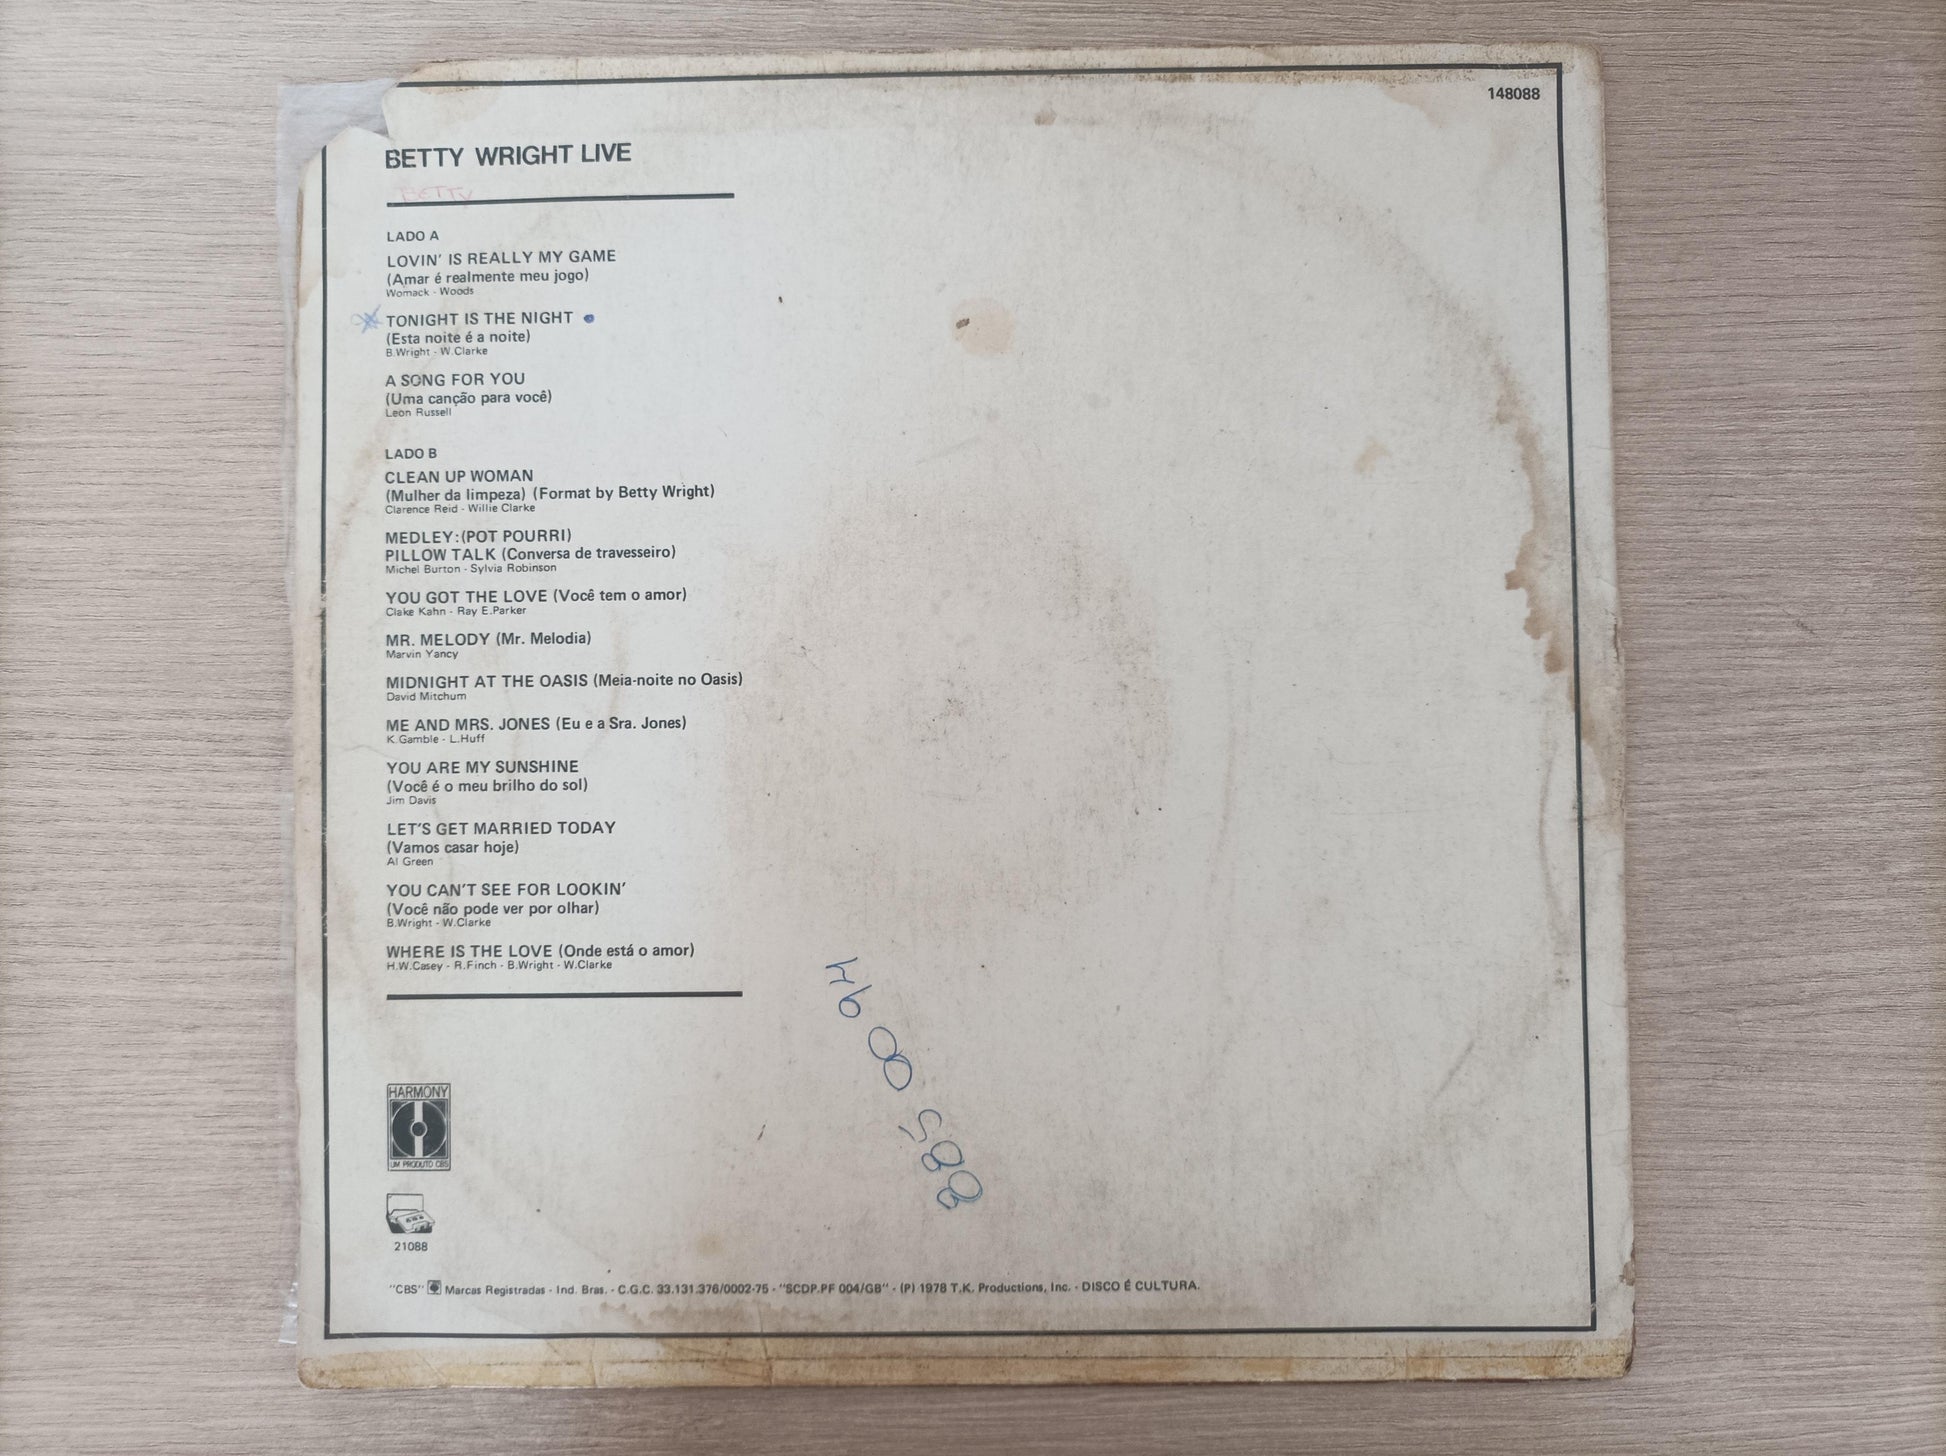 148088
BETTY WRIGHT LIVE
BETTY
LADO A
LOVIN' IS REALLY MY GAME
(Amar é realmente meu jogo)
Womack - Woods
TONIGHT IS THE NIGHT
(Esta noite é a noite)
B.Wright - W.Clarke
A SONG FOR YOU
(Uma canção para você)
Leon Russell
LADO B
CLEAN UP WOMAN
(Mulher da limpeza) (Format by Betty Wright)
Clarence Reid - Willie Clarke
MEDLEY:(POT POURRI)
PILLOW TALK (Conversa de travesseiro)
Michel Burton - Sylvia Robinson
YOU GOT THE LOVE (Você tem o amor)
Clake Kahn - Ray E.Parker
MR. MELODY (Mr. Melodia)
Marvin Yancy
MIDNIGHT AT THE OASIS (Meia-noite no Oasis)
David Mitchum
ME AND MRS. JONES (Eu e a Sra. Jones)
K.Gamble - L.Huff
YOU ARE MY SUNSHINE
(Você é o meu brilho do sol)
Jim Davis
LET'S GET MARRIED TODAY
(Vamos casar hoje)
Al Green
YOU CAN'T SEE FOR LOOKIN'
(Você não pode ver por olhar)
B.Wright - W.Clarke
WHERE IS THE LOVE (Onde está o amor)
H.W.Casey - R.Finch - B.Wright - W.Clarke
HARMONY
UM PRODUTO CBS
21088
"CBS" Marcas Registradas - Ind. Bras. - C.G.C. 33.131.376/0002-75 - "SCDP.PF 004/GB" - (P) 1978 T.K. Productions, Inc. - DISCO É CULTURA.